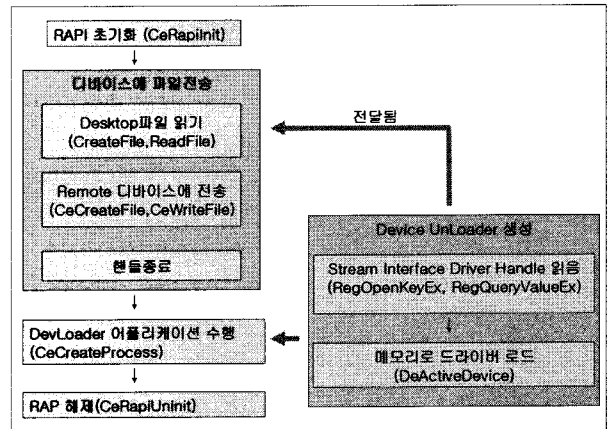 RAPI 초기화 (CeRapiInit)
디바이스에 파일전송
Desktop파일 읽기
(CreateFile,ReadFile)
Remote 디바이스에 전송
(CeCreateFile,CeWriteFile)
핸들종료
DevLoader 어플리케이션 수행
(CeCreateProcess)
RAP 해제(CeRapiUninit)
전달됨
Device UnLoader 생성
Stream Interface Driver Handle 읽음
(RegOpenKeyEx, RegQueryValueEx)
메모리로 드라이버 로드
(DeActiveDevice)